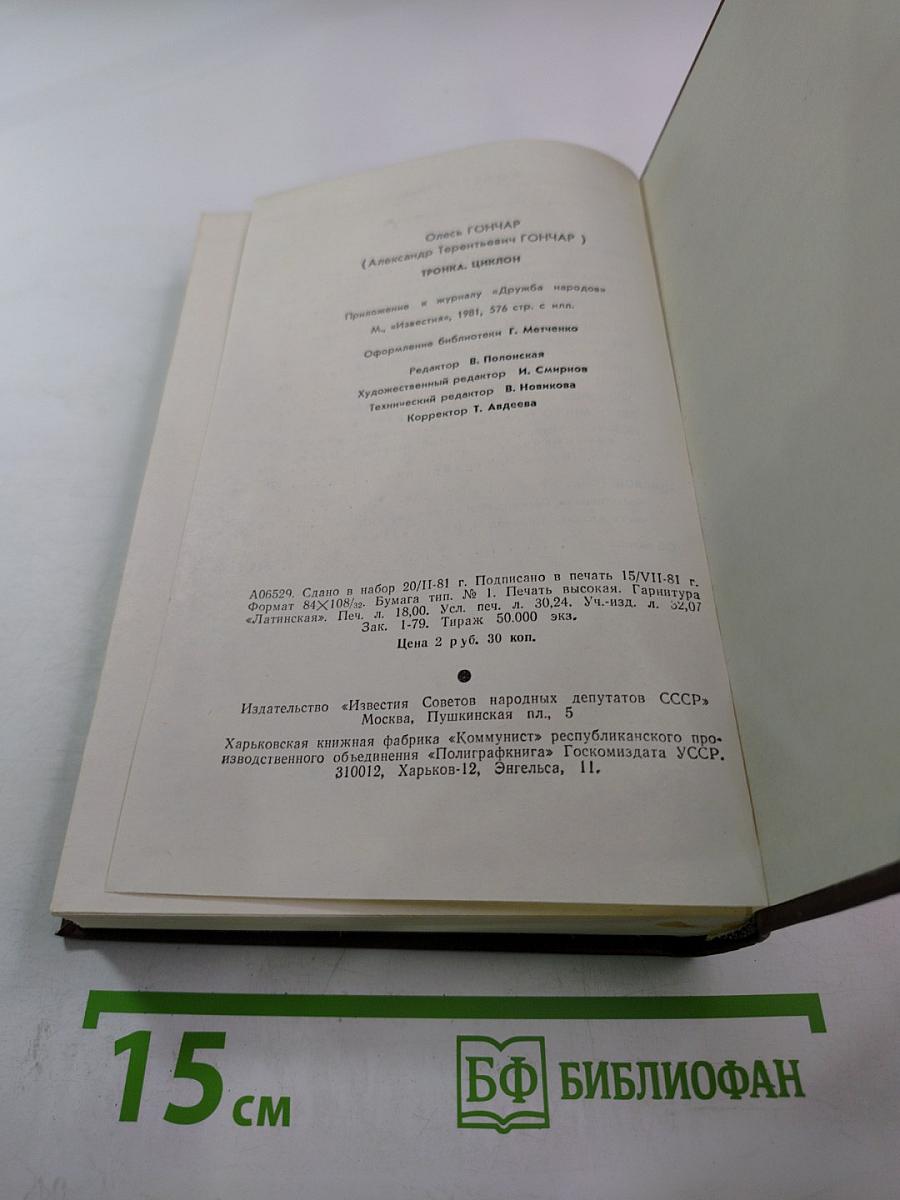 Олесь ГОНЧАР
(Александр Терентьевич ГОНЧАР )
ТРОНКА. ЦИКЛОН
Приложение к журналу «Дружба народов»
М., «Известия», 1981, 576 стр. с илл.
Оформление библиотеки Г. Метченко
Редактор В. Полонская
Художественный редактор И. Смирнов
Технический редактор В. Новикова
Корректор Т. Авдеева
А06529. Сдано в набор 20/II-81 г. Подписано в печать 15/VII-81 г.
Формат 84×108/32. Бумага тип. № 1. Печать высокая. Гарнитура
«Латинская». Печ. л. 18,00. Усл. печ. л. 30,24. Уч.-изд. л. 32,07
Зак. 1-79. Тираж 50.000 экз.
Цена 2 руб. 30 коп.
Издательство «Известия Советов народных депутатов СССР»
Москва, Пушкинская пл., 5
Харьковская книжная фабрика «Коммунист» республиканского про-
изводственного объединения «Полиграфкнига» Госкомиздата УССР.
310012, Харьков-12, Энгельса, 11.
15 см
БФ БИБЛИОФАН